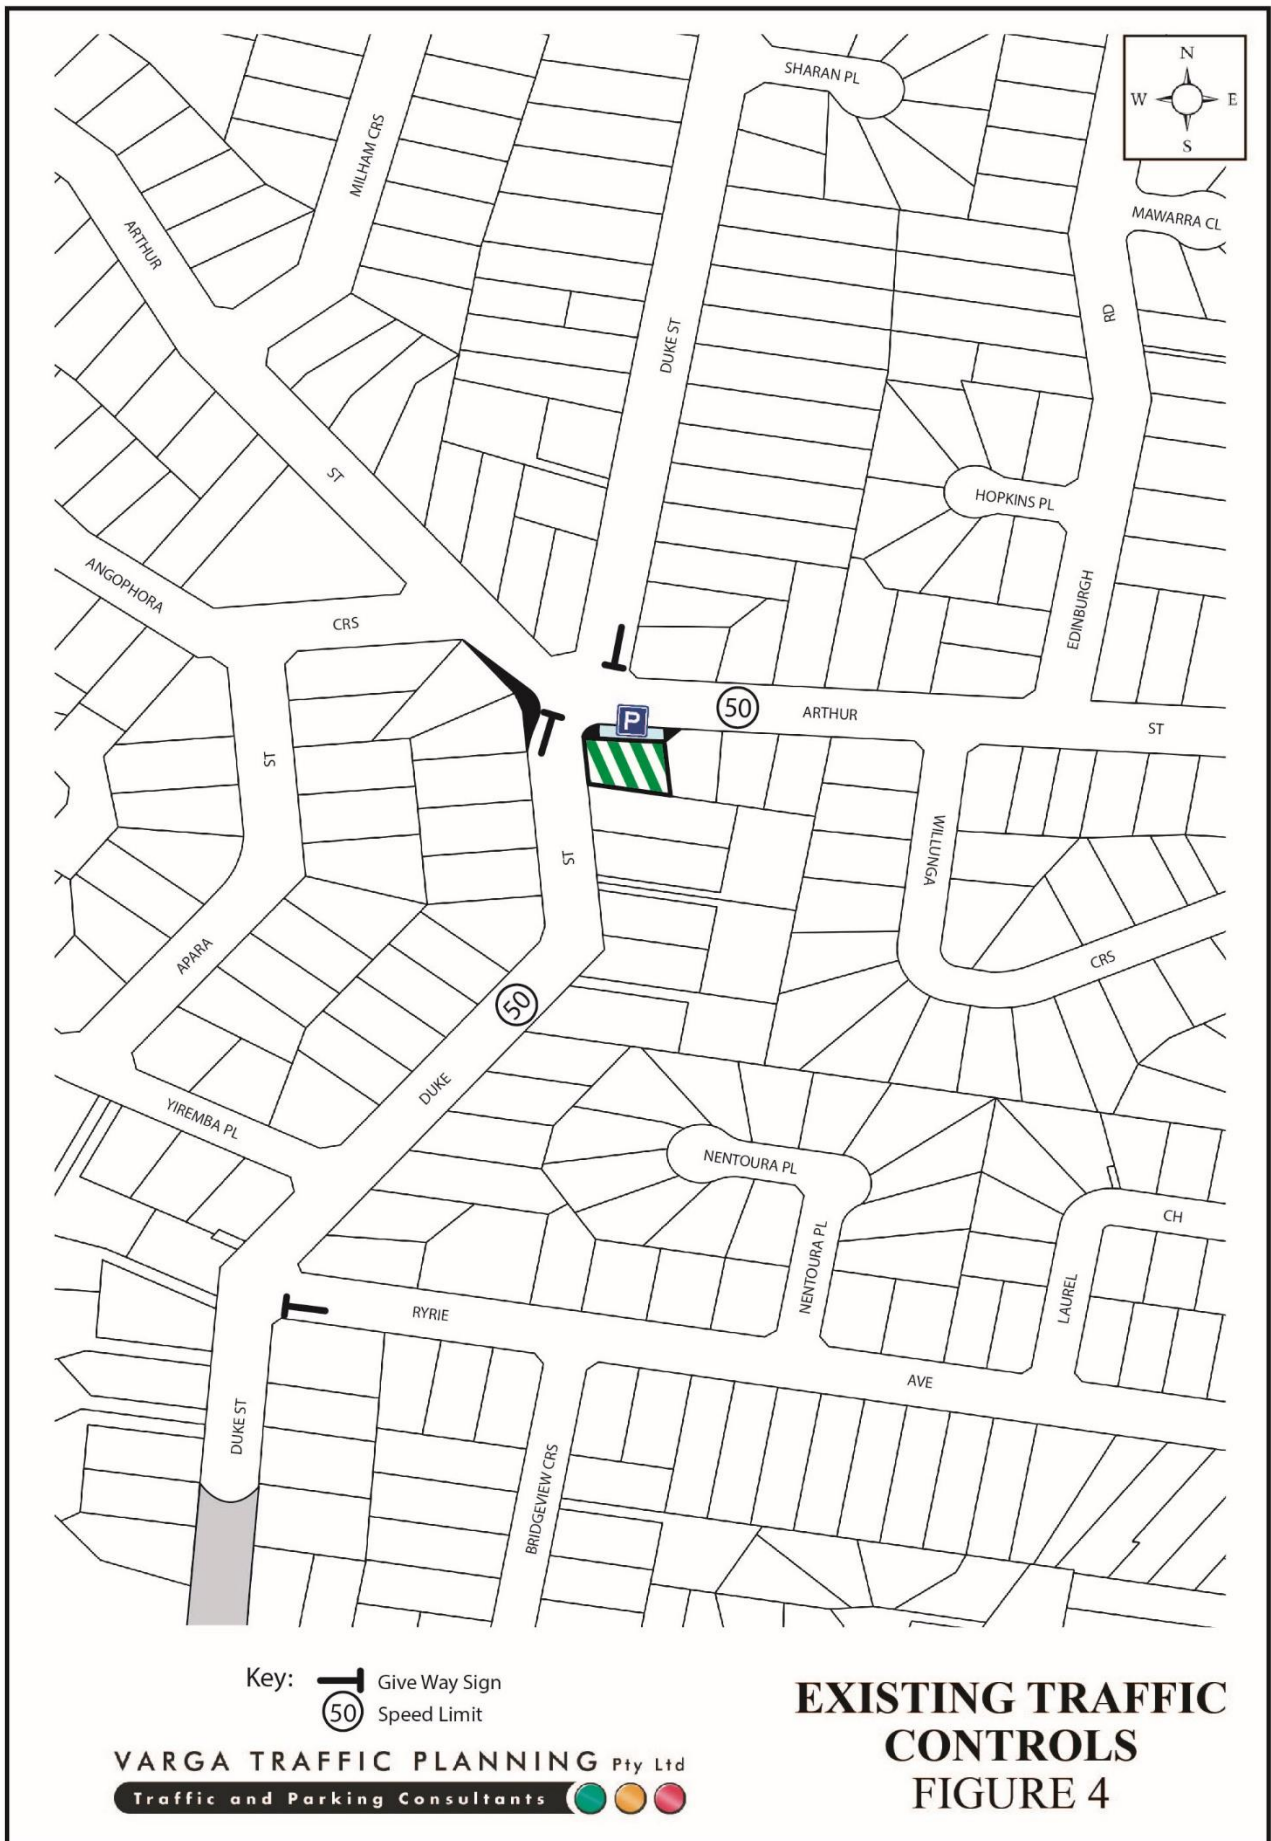 SHARAN PL
N
W
E
S
MILHAM CRS
MAWARRA CL
ARTHUR
RD
DUKE ST
ST
HOPKINS PL
ANGOPHORA
EDINBURGH
CRS
P
50
ARTHUR
ST
ST
WILLUNGA
ST
APARA
CRS
50
DUKE
YIREMBA PL
NENTOURA PL
CH
NENTOURA PL
LAUREL
RYRIE
AVE
DUKE ST
BRIDGEVIEW CRS
Key:
Give Way Sign
50
Speed Limit
EXISTING TRAFFIC
CONTROLS
FIGURE 4
VARGA TRAFFIC PLANNING Pty Ltd
Traffic and Parking Consultants